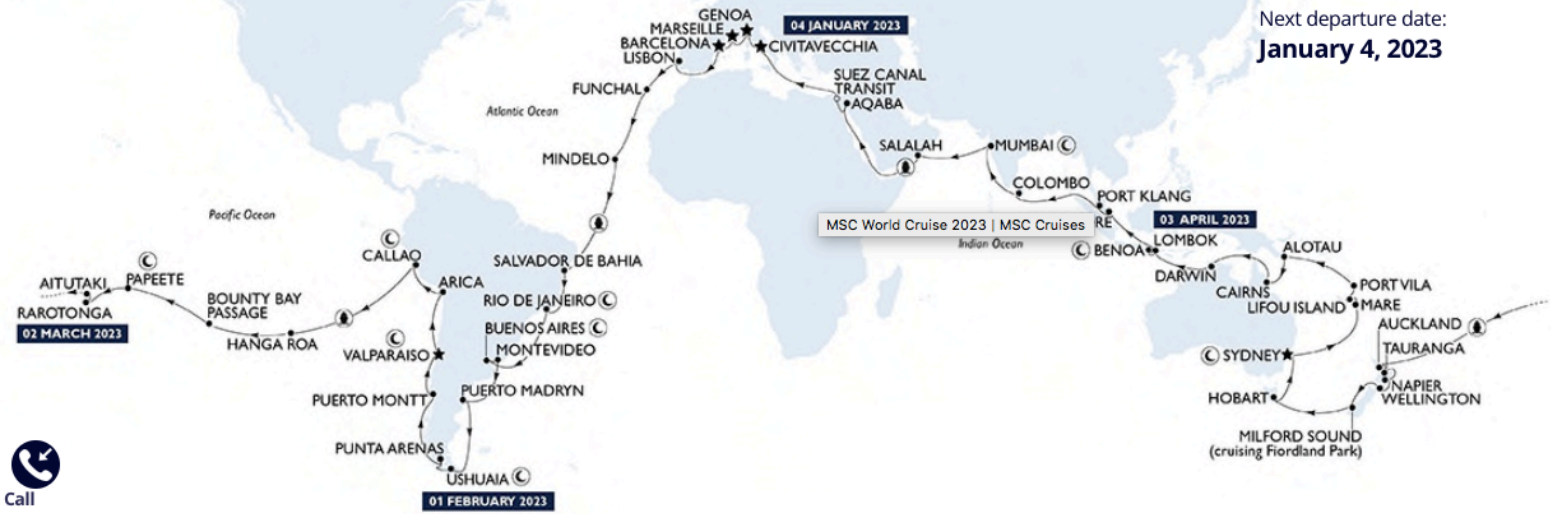 Next departure date:
January 4, 2023
GENOA
04 JANUARY 2023
MARSEILLE
BARCELONA
CIVITAVECCHIA
LISBON
SUEZ CANAL
TRANSIT
FUNCHAL
AQABA
Atlantic Ocean
MINDELO
SALALAH
MUMBAI
COLOMBO
PORT KLANG
Pacific Ocean
MSC World Cruise 2023 | MSC Cruises
RE
03 APRIL 2023
Indian Ocean
BENOA
LOMBOK
ALOTAU
CALLAO
SALVADOR DE BAHIA
DARWIN
AITUTAKI
PAPEETE
ARICA
CAIRNS
PORT VILA
RAROTONGA
BOUNTY BAY
PASSAGE
RIO DE JANEIRO
LIFOU ISLAND
MARE
02 MARCH 2023
HANGA ROA
BUENOS AIRES
AUCKLAND
VALPARAISO
MONTEVIDEO
SYDNEY
TAURANGA
PUERTO MADRYN
PUERTO MONTT
HOBART
NAPIER
WELLINGTON
PUNTA ARENAS
MILFORD SOUND
(cruising Fiordland Park)
USHUAIA
01 FEBRUARY 2023
Call